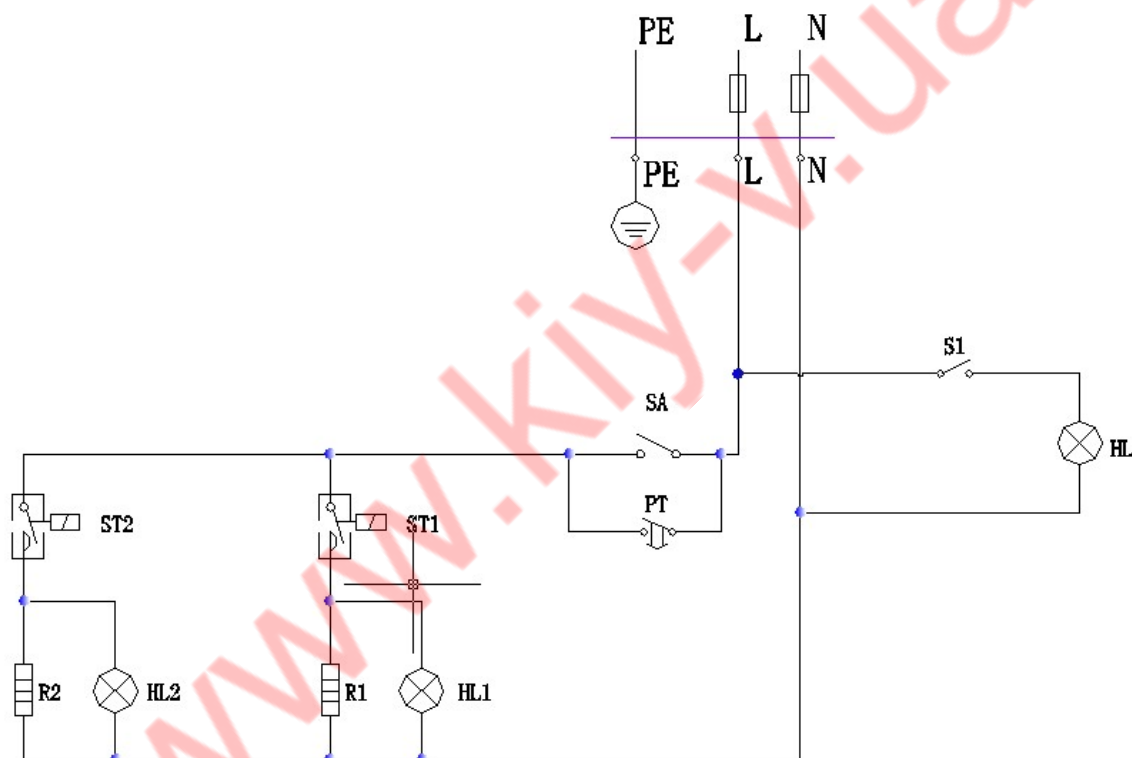 PE L N
PE L N
S1
SA
HL
PT
ST2 ST1
R2 HL2 R1 HL1
www.kiy-v.ua